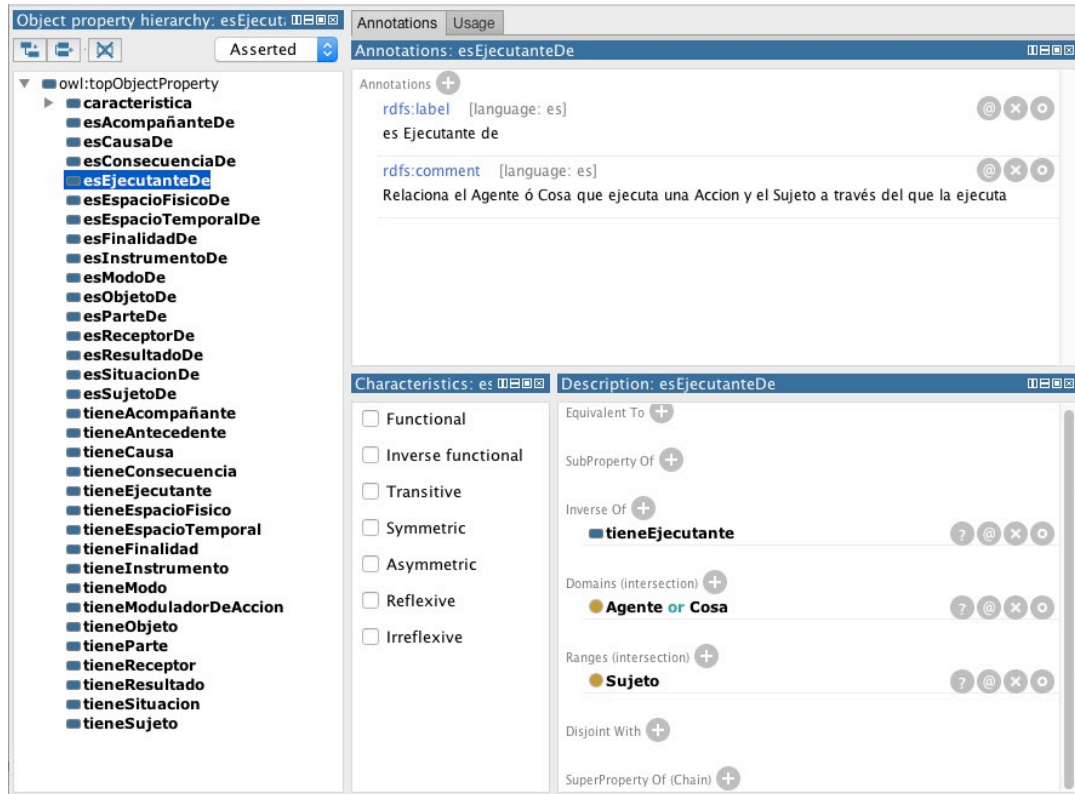 Object property hierarchy: esEjecuta
Asserted
owl:topObjectProperty
caracteristica
esAcompañanteDe
esCausaDe
esConsecuenciaDe
esEjecutanteDe
esEspacioFisicoDe
esEspacioTemporalDe
esFinalidadDe
esInstrumentoDe
esModoDe
esObjetoDe
esParteDe
esReceptorDe
esResultadoDe
esSituacionDe
esSujetoDe
tieneAcompañante
tieneAntecedente
tieneCausa
tieneConsecuencia
tieneEjecutante
tieneEspacioFisico
tieneEspacioTemporal
tieneFinalidad
tieneInstrumento
tieneModo
tieneModuladorDeAccion
tieneObjeto
tieneParte
tieneReceptor
tieneResultado
tieneSituacion
tieneSujeto
Annotations Usage
Annotations: esEjecutanteDe
Annotations
rdfs:label [language: es]
es Ejecutante de
rdfs:comment [language: es]
Relaciona el Agente ó Cosa que ejecuta una Accion y el Sujeto a través del que la ejecuta
Characteristics: es
Functional
Inverse functional
Transitive
Symmetric
Asymmetric
Reflexive
Irreflexive
Description: esEjecutanteDe
Equivalent To
SubProperty Of
Inverse Of
tieneEjecutante
Domains (intersection)
Agente or Cosa
Ranges (intersection)
Sujeto
Disjoint With
SuperProperty Of (Chain)